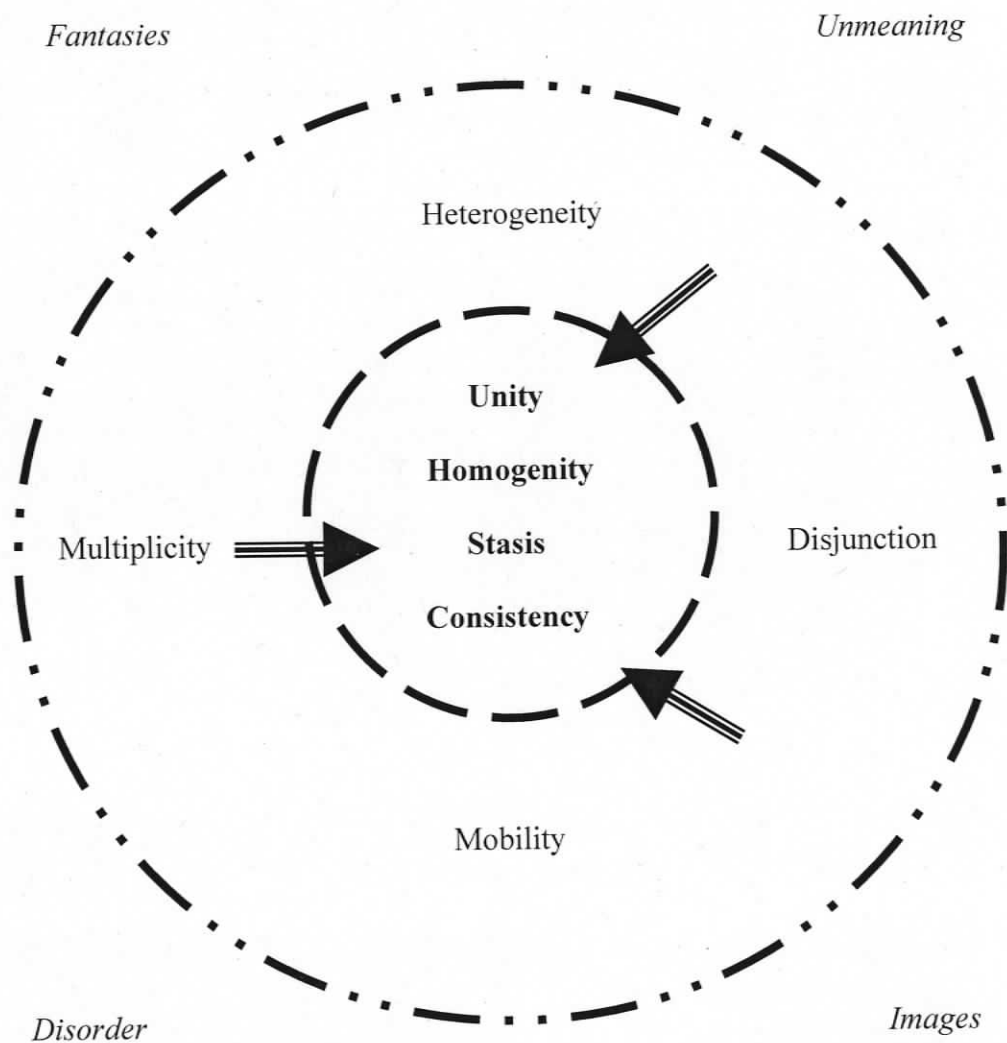 Fantasies
Unmeaning
Heterogeneity
Unity
Homogenity
Stasis
Multiplicity
Disjunction
Consistency
Mobility
Disorder
Images